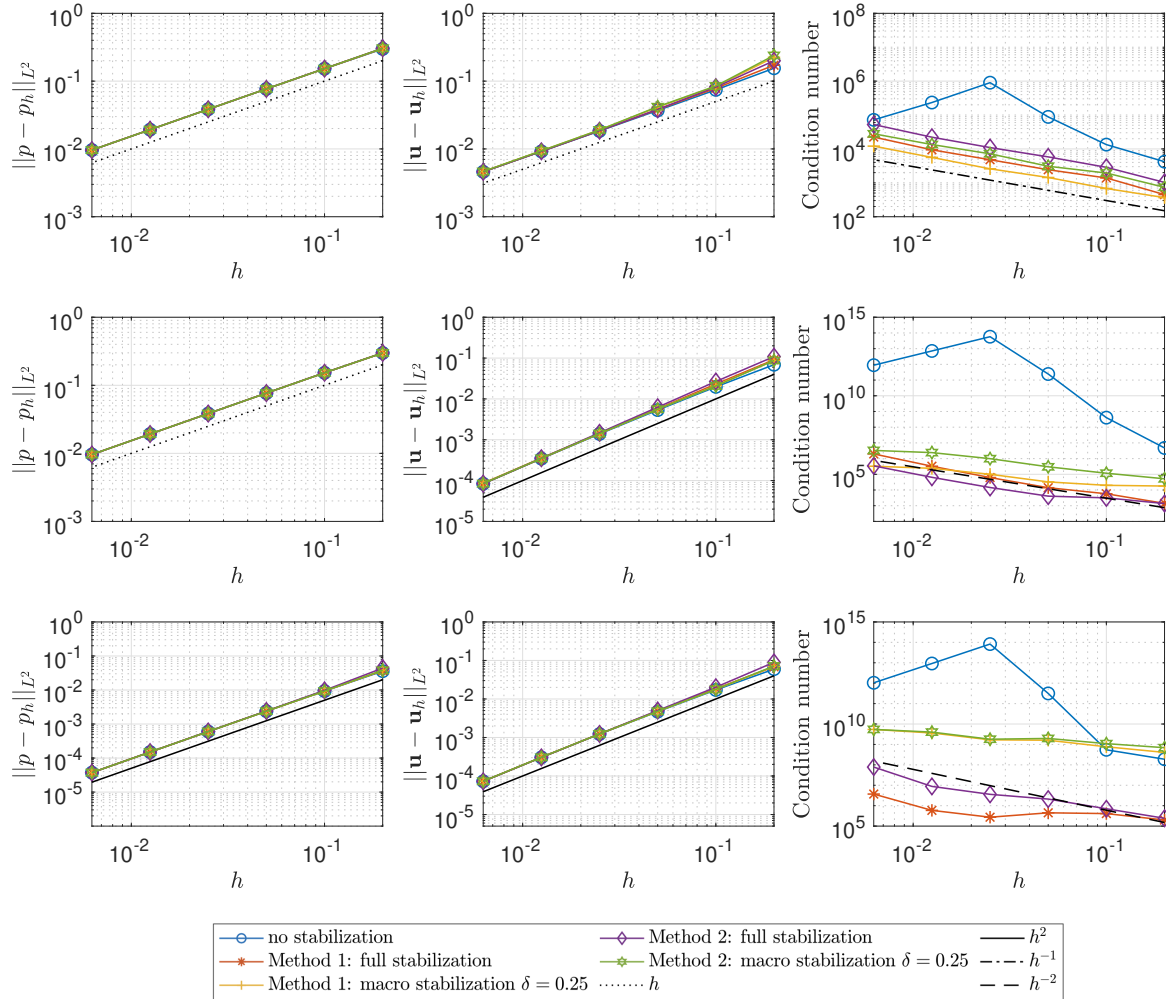 10^0
10^{-1}
10^{-2}
10^{-3}
||p − p_h||_{L^2}
10^{-2}
10^{-1}
h
10^0
10^{-1}
10^{-2}
10^{-3}
||u − u_h||_{L^2}
10^{-2}
10^{-1}
h
10^8
10^6
10^4
10^2
Condition number
10^{-2}
10^{-1}
h
10^0
10^{-1}
10^{-2}
10^{-3}
||p − p_h||_{L^2}
10^{-2}
10^{-1}
h
10^0
10^{-1}
10^{-2}
10^{-3}
10^{-4}
10^{-5}
||u − u_h||_{L^2}
10^{-2}
10^{-1}
h
10^{15}
10^{10}
10^5
Condition number
10^{-2}
10^{-1}
h
10^0
10^{-1}
10^{-2}
10^{-3}
10^{-4}
10^{-5}
||p − p_h||_{L^2}
10^{-2}
10^{-1}
h
10^0
10^{-1}
10^{-2}
10^{-3}
10^{-4}
10^{-5}
||u − u_h||_{L^2}
10^{-2}
10^{-1}
h
10^{15}
10^{10}
10^5
Condition number
10^{-2}
10^{-1}
h
no stabilization
Method 1: full stabilization
Method 1: macro stabilization δ = 0.25
Method 2: full stabilization
Method 2: macro stabilization δ = 0.25
h
h^2
h^{-1}
h^{-2}